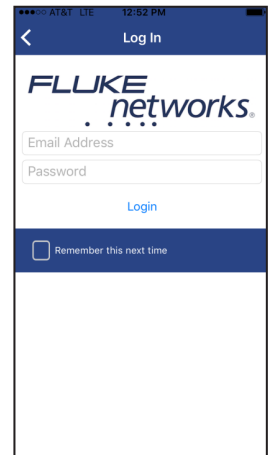 AT&T LTE 12:52 PM
Log In
FLUKE
networks®
Email Address
Password
Login
Remember this next time